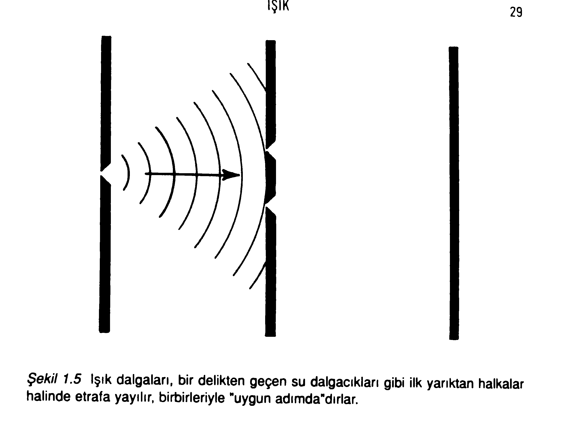 IŞIK
29
Şekil 1.5 Işık dalgaları, bir delikten geçen su dalgacıkları gibi ilk yarıktan halkalar
halinde etrafa yayılır, birbirleriyle "uygun adımda"dırlar.